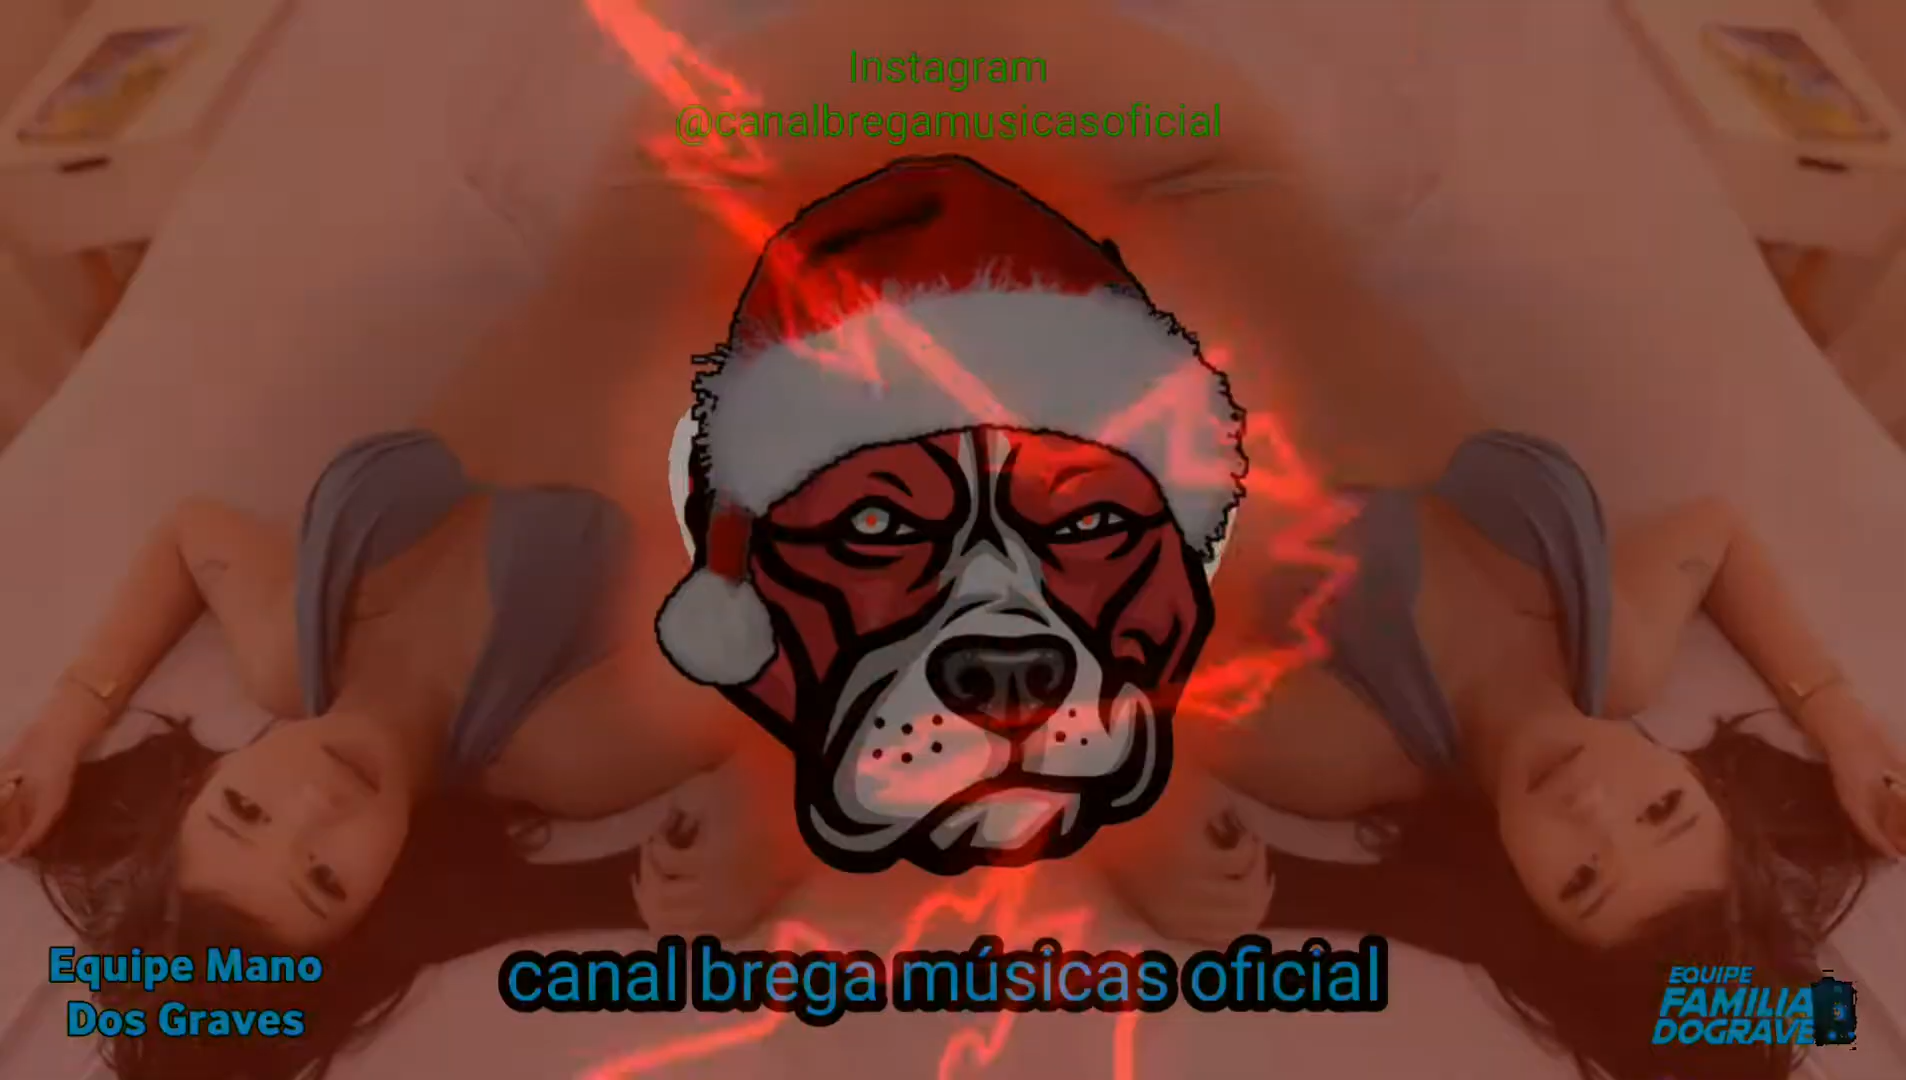 Instagram
@canalbregamusicasoficial
Equipe Mano
Dos Graves
canal brega músicas oficial
EQUIPE
FAMILIA
DOGRAVE